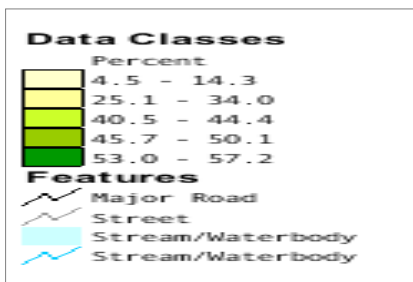 Data Classes
Percent
4.5 - 14.3
25.1 - 34.0
40.5 - 44.4
45.7 - 50.1
53.0 - 57.2
Features
Major Road
Street
Stream/Waterbody
Stream/Waterbody